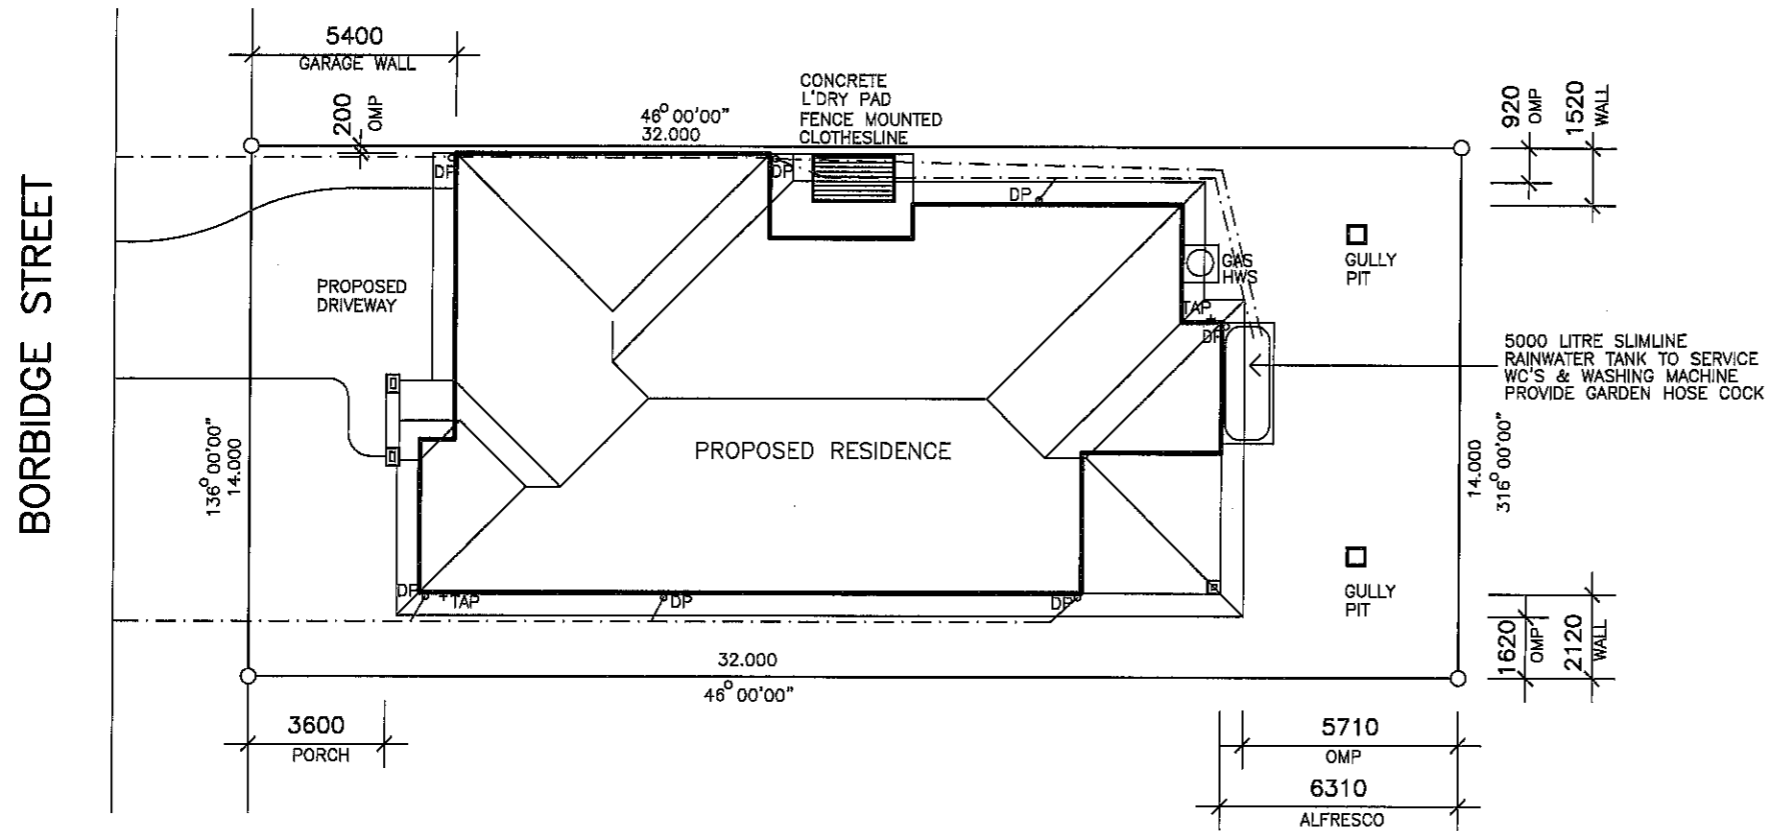 5400
GARAGE WALL
200
OMP
46° 00'00"
32.000
CONCRETE
L'DRY PAD
FENCE MOUNTED
CLOTHESLINE
920
OMP
1520
WALL
BORBIDGE STREET
DP
DP
DP
PROPOSED
DRIVEWAY
GAS
HWS
GULLY
PIT
TAP
DP
5000 LITRE SLIMLINE
RAINWATER TANK TO SERVICE
WC'S & WASHING MACHINE
PROVIDE GARDEN HOSE COCK
136° 00'00"
14.000
PROPOSED RESIDENCE
14.000
316° 00'00"
DP
TAP
DP
DP
GULLY
PIT
1620
OMP
2120
WALL
32.000
46° 00'00"
3600
PORCH
5710
OMP
6310
ALFRESCO